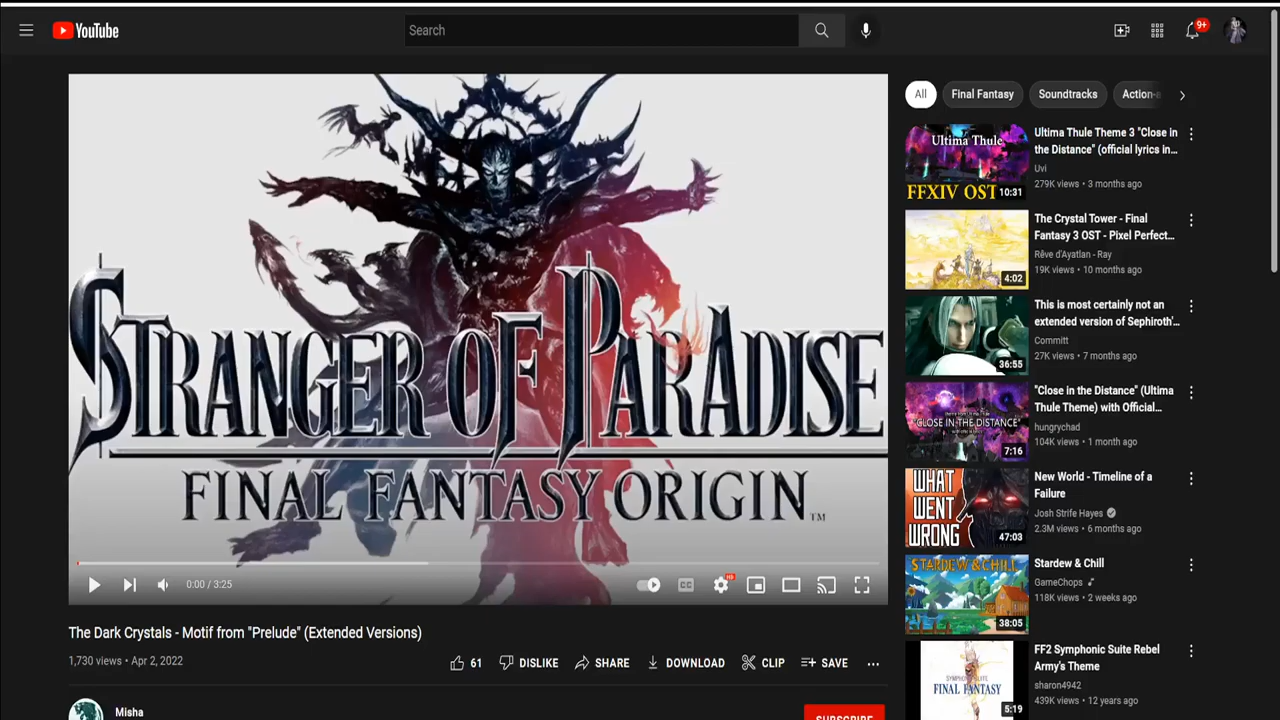 YouTube
Search
9+
STRANGER OF PARADISE
FINAL FANTASY ORIGIN™
0:00 / 3:25
CC
HD
The Dark Crystals - Motif from "Prelude" (Extended Versions)
1,730 views • Apr 2, 2022
61
DISLIKE
SHARE
DOWNLOAD
CLIP
SAVE
Misha
SUBSCRIBE
All
Final Fantasy
Soundtracks
Action-a
Ultima Thule
FFXIV OST
10:31
Ultima Thule Theme 3 "Close in
the Distance" (official lyrics in...
Uvi
279K views • 3 months ago
4:02
The Crystal Tower - Final
Fantasy 3 OST - Pixel Perfect...
Rêve d'Ayatlan - Ray
19K views • 10 months ago
36:55
This is most certainly not an
extended version of Sephiroth'...
Committ
27K views • 7 months ago
"CLOSE IN THE DISTANCE"
7:16
"Close in the Distance" (Ultima
Thule Theme) with Official...
hungrychad
104K views • 1 month ago
WHAT
WENT
WRONG
47:03
New World - Timeline of a
Failure
Josh Strife Hayes
2.3M views • 6 months ago
STARDEW & CHILL
38:05
Stardew & Chill
GameChops
118K views • 2 weeks ago
FINAL FANTASY
5:19
FF2 Symphonic Suite Rebel
Army's Theme
sharon4942
439K views • 12 years ago